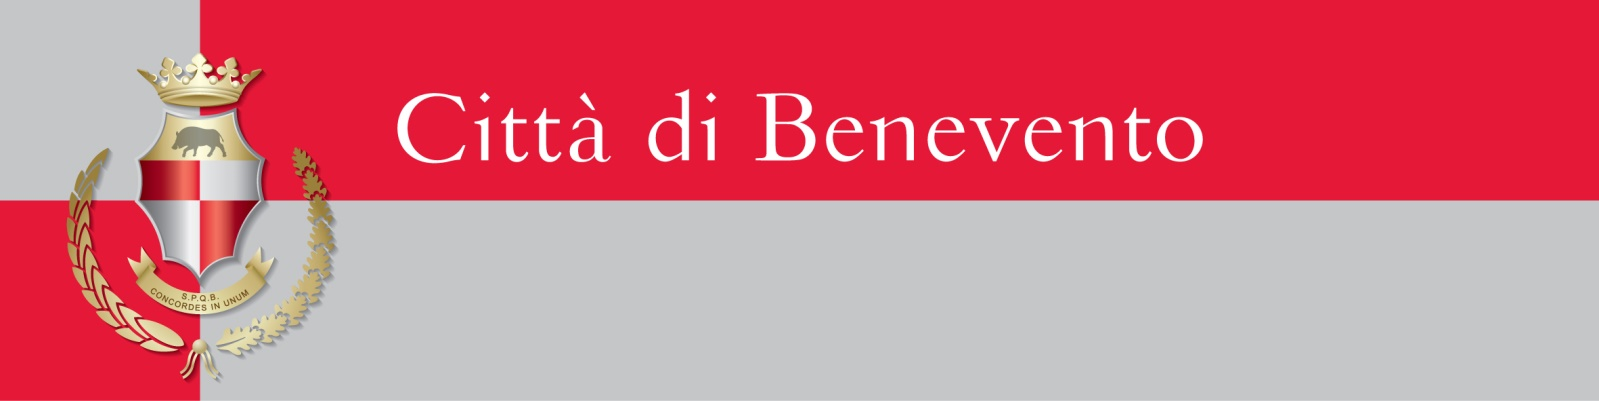 Città di Benevento
S.P.Q.B.
CONCORDES IN UNUM